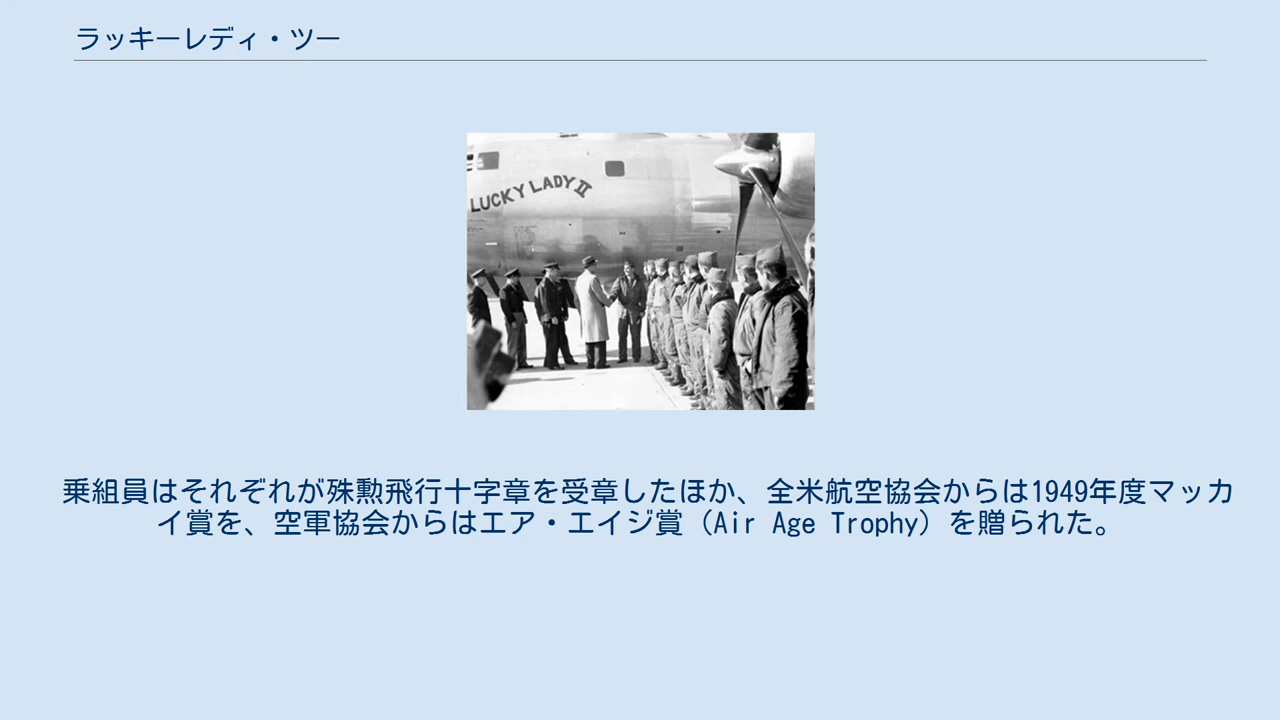 ラッキーレディ・ツー
LUCKY LADY II
乗組員はそれぞれが殊勲飛行十字章を受章したほか、全米航空協会からは1949年度マッカ
イ賞を、空軍協会からはエア・エイジ賞（Air Age Trophy）を贈られた。